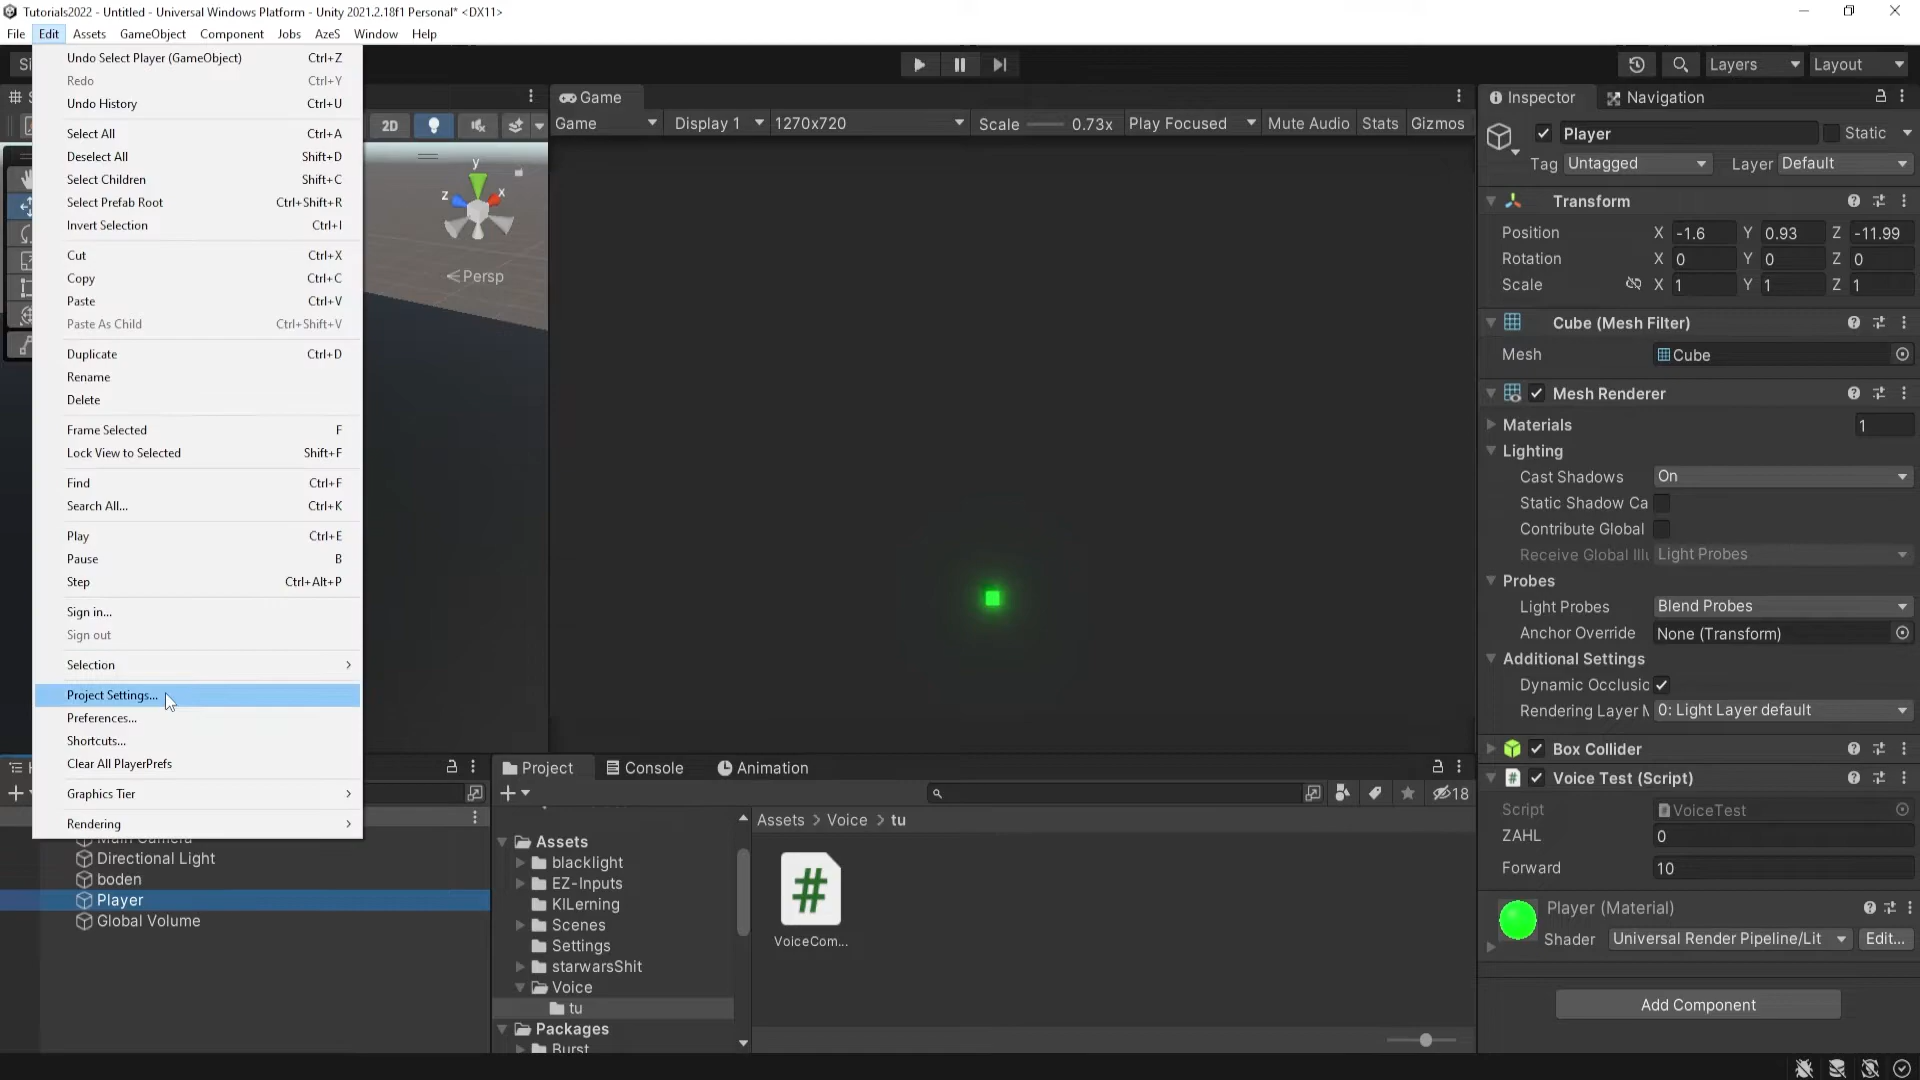 Tutorials2022 - Untitled - Universal Windows Platform - Unity 2021.2.18f1 Personal* <DX11>
File Edit Assets GameObject Component Jobs AzeS Window Help
Undo Select Player (GameObject) Ctrl+Z
Redo Ctrl+Y
Undo History Ctrl+U
Select All Ctrl+A
Deselect All Shift+D
Select Children Shift+C
Select Prefab Root Ctrl+Shift+R
Invert Selection Ctrl+I
Cut Ctrl+X
Copy Ctrl+C
Paste Ctrl+V
Paste As Child Ctrl+Shift+V
Duplicate Ctrl+D
Rename
Delete
Frame Selected F
Lock View to Selected Shift+F
Find Ctrl+F
Search All... Ctrl+K
Play Ctrl+E
Pause B
Step Ctrl+Alt+P
Sign in...
Sign out
Selection
Project Settings...
Preferences...
Shortcuts...
Clear All PlayerPrefs
Graphics Tier
Rendering
Layers Layout
2D
y
z x
Persp
Game
Game Display 1 1270x720 Scale 0.73x Play Focused Mute Audio Stats Gizmos
Inspector Navigation
Player Static
Tag Untagged Layer Default
Transform
Position X -1.6 Y 0.93 Z -11.99
Rotation X 0 Y 0 Z 0
Scale X 1 Y 1 Z 1
Cube (Mesh Filter)
Mesh Cube
Mesh Renderer
Materials 1
Lighting
Cast Shadows On
Static Shadow Ca
Contribute Global
Receive Global Illu Light Probes
Probes
Light Probes Blend Probes
Anchor Override None (Transform)
Additional Settings
Dynamic Occlusic
Rendering Layer M 0: Light Layer default
Box Collider
Voice Test (Script)
Script VoiceTest
ZAHL 0
Forward 10
Player (Material)
Shader Universal Render Pipeline/Lit Edit...
Add Component
Main Camera
Directional Light
boden
Player
Global Volume
Project Console Animation
18
Assets
blacklight
EZ-Inputs
KILerning
Scenes
Settings
starwarsShit
Voice
tu
Packages
Burst
Assets > Voice > tu
#
VoiceCom...